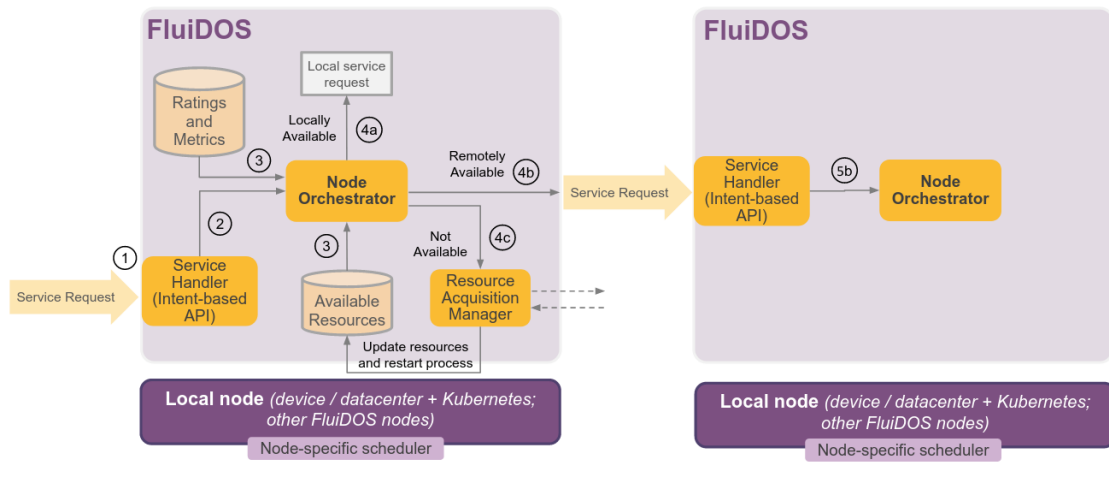 FluiDOS
Local service
request
Ratings
and
Metrics
Locally
Available
4a
3
Node
Orchestrator
Remotely
Available
4b
2
3
Not
Available
4c
1
Service Request
Service
Handler
(Intent-based
API)
Available
Resources
Resource
Acquisition
Manager
Update resources
and restart process
Local node (device / datacenter + Kubernetes;
other FluiDOS nodes)
Node-specific scheduler
Service Request
FluiDOS
Service
Handler
(Intent-based
API)
5b
Node
Orchestrator
Local node (device / datacenter + Kubernetes;
other FluiDOS nodes)
Node-specific scheduler